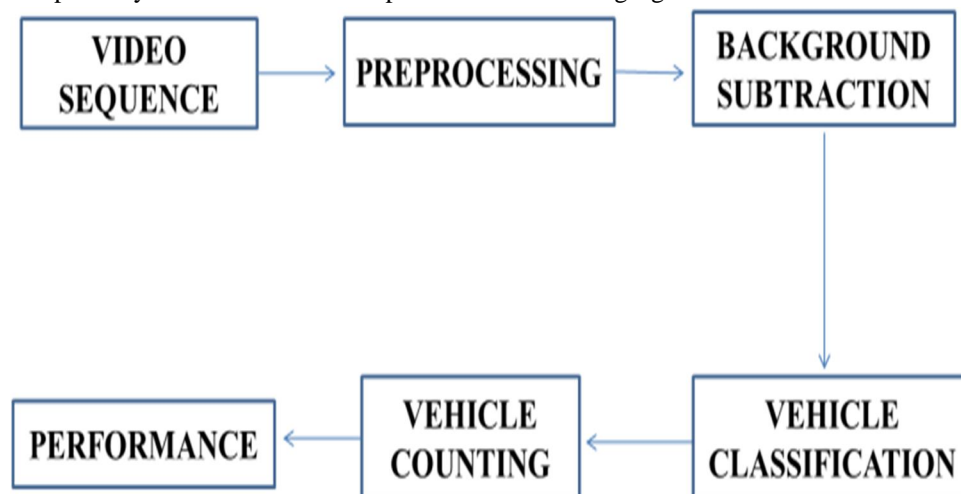 VIDEO
SEQUENCE
PREPROCESSING
BACKGROUND
SUBTRACTION
VEHICLE
CLASSIFICATION
VEHICLE
COUNTING
PERFORMANCE